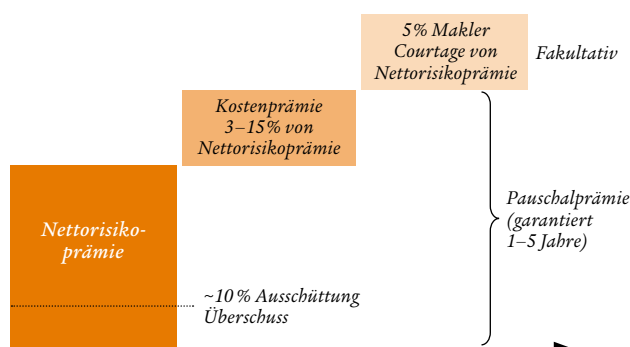 5% Makler
Courtage von
Nettorisikoprämie
Fakultativ
Kostenprämie
3–15% von
Nettorisikoprämie
Nettorisiko-
prämie
Pauschalprämie
(garantiert
1–5 Jahre)
~10 % Ausschüttung
Überschuss